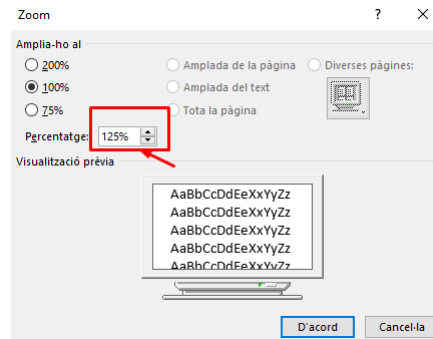 Zoom ? ×
Amplia-ho al
200% Amplada de la pàgina Diverses pàgines:
100% Amplada del text
75% Tota la pàgina
Percentatge: 125%
Visualització prèvia
AaBbCcDdEeXxYyZz
AaBbCcDdEeXxYyZz
AaBbCcDdEeXxYyZz
AaBbCcDdEeXxYyZz
AaBbCcDdEeXxYyZz
D'acord Cancel·la